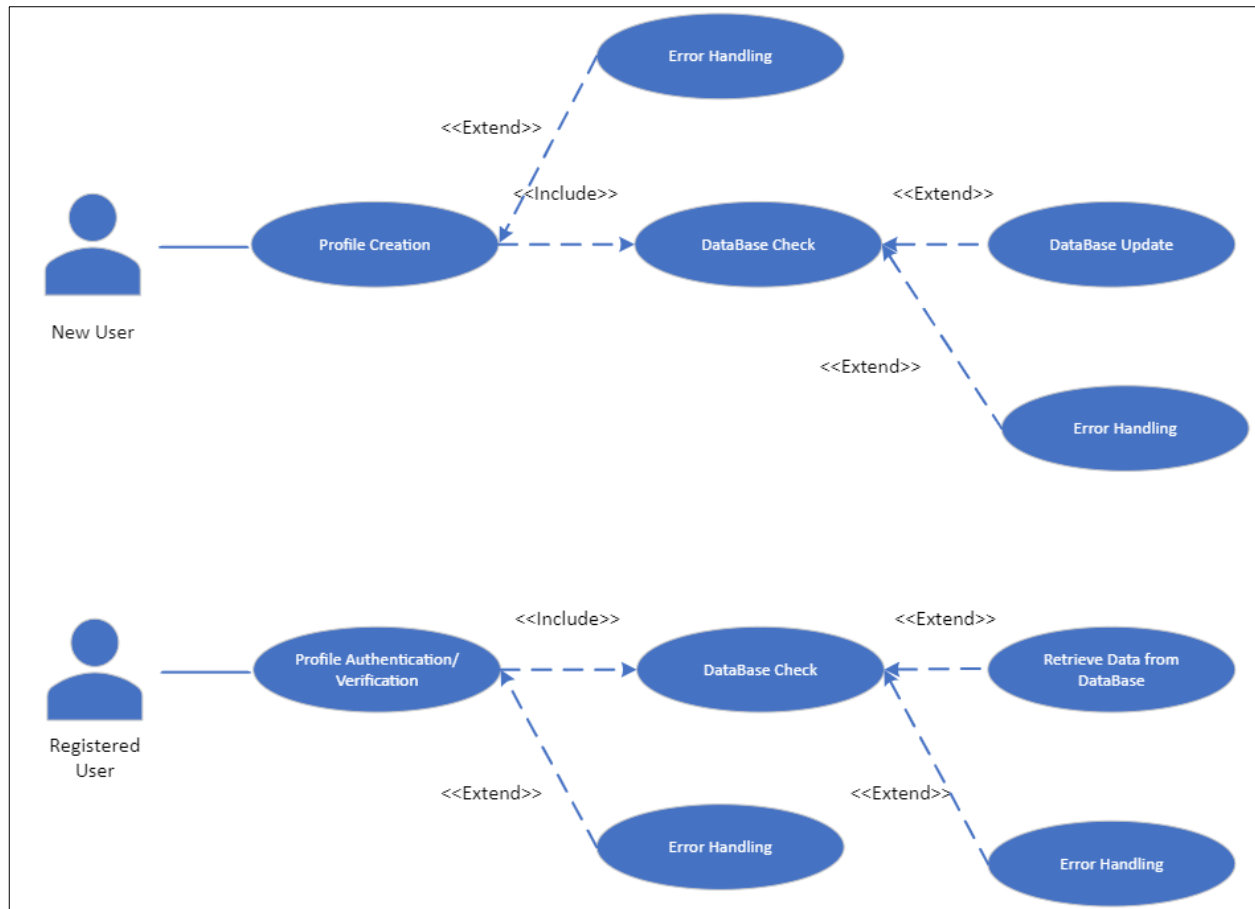 Error Handling
<<Extend>>
<<Include>>
<<Extend>>
Profile Creation
DataBase Check
DataBase Update
New User
<<Extend>>
Error Handling
<<Include>>
<<Extend>>
Profile Authentication/
Verification
DataBase Check
Retrieve Data from
DataBase
Registered
User
<<Extend>>
<<Extend>>
Error Handling
Error Handling